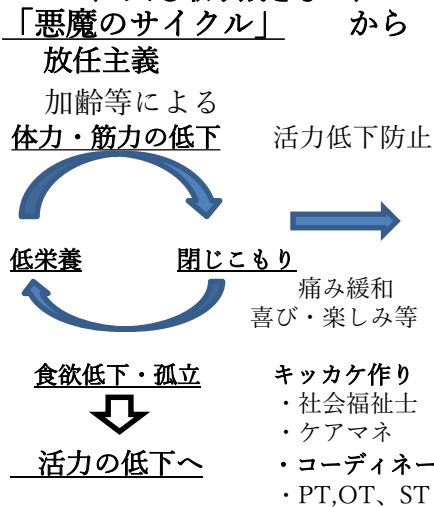 「悪魔のサイクル」　から
放任主義
加齢等による
体力・筋力の低下　活力低下防止
低栄養　閉じこもり
痛み緩和
喜び・楽しみ等
食欲低下・孤立　キッカケ作り
・社会福祉士
・ケアマネ
活力の低下へ　・コーディネー
・PT,OT、ST